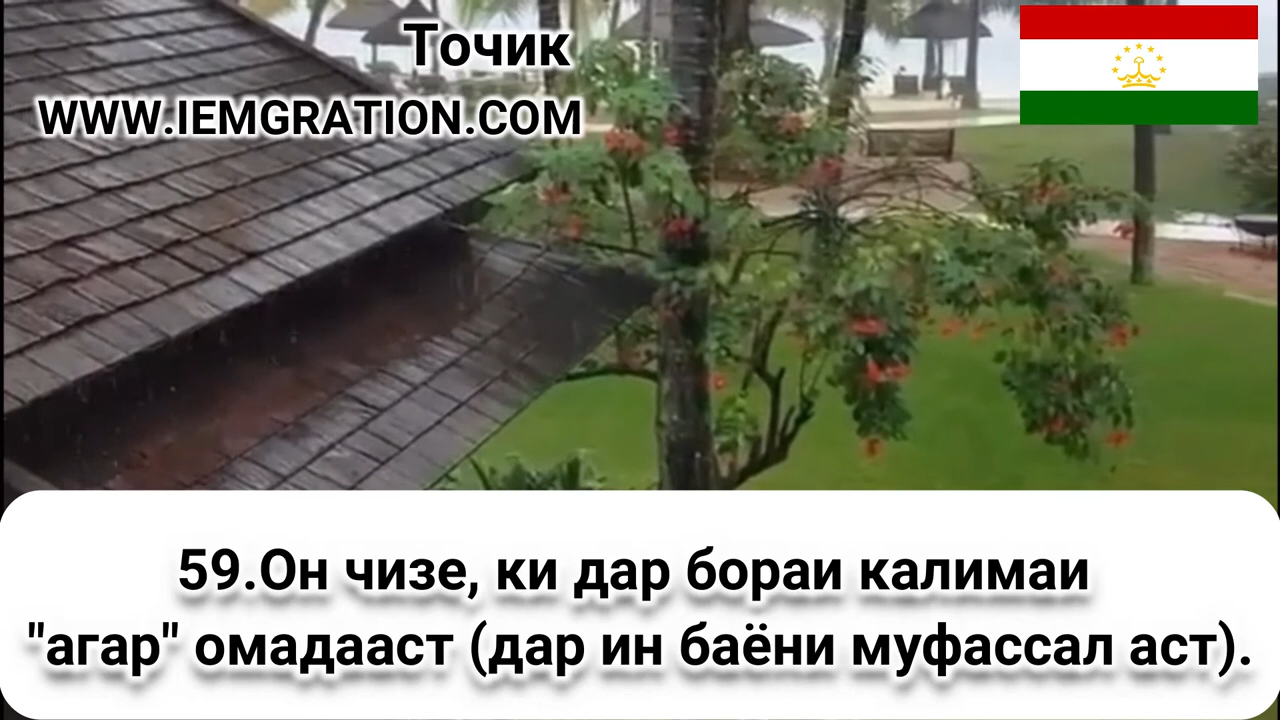 Точик
WWW.IEMGRATION.COM
59.Он чизе, ки дар бораи калимаи
"агар" омадааст (дар ин баёни муфассал аст).